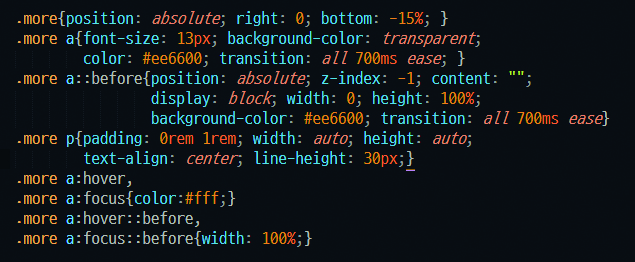 .more{position: absolute; right: 0; bottom: -15%; }
.more a{font-size: 13px; background-color: transparent;
color: #ee6600; transition: all 700ms ease; }
.more a::before{position: absolute; z-index: -1; content: "";
display: block; width: 0; height: 100%;
background-color: #ee6600; transition: all 700ms ease}
.more p{padding: 0rem 1rem; width: auto; height: auto;
text-align: center; line-height: 30px;}
.more a:hover,
.more a:focus{color:#fff;}
.more a:hover::before,
.more a:focus::before{width: 100%;}